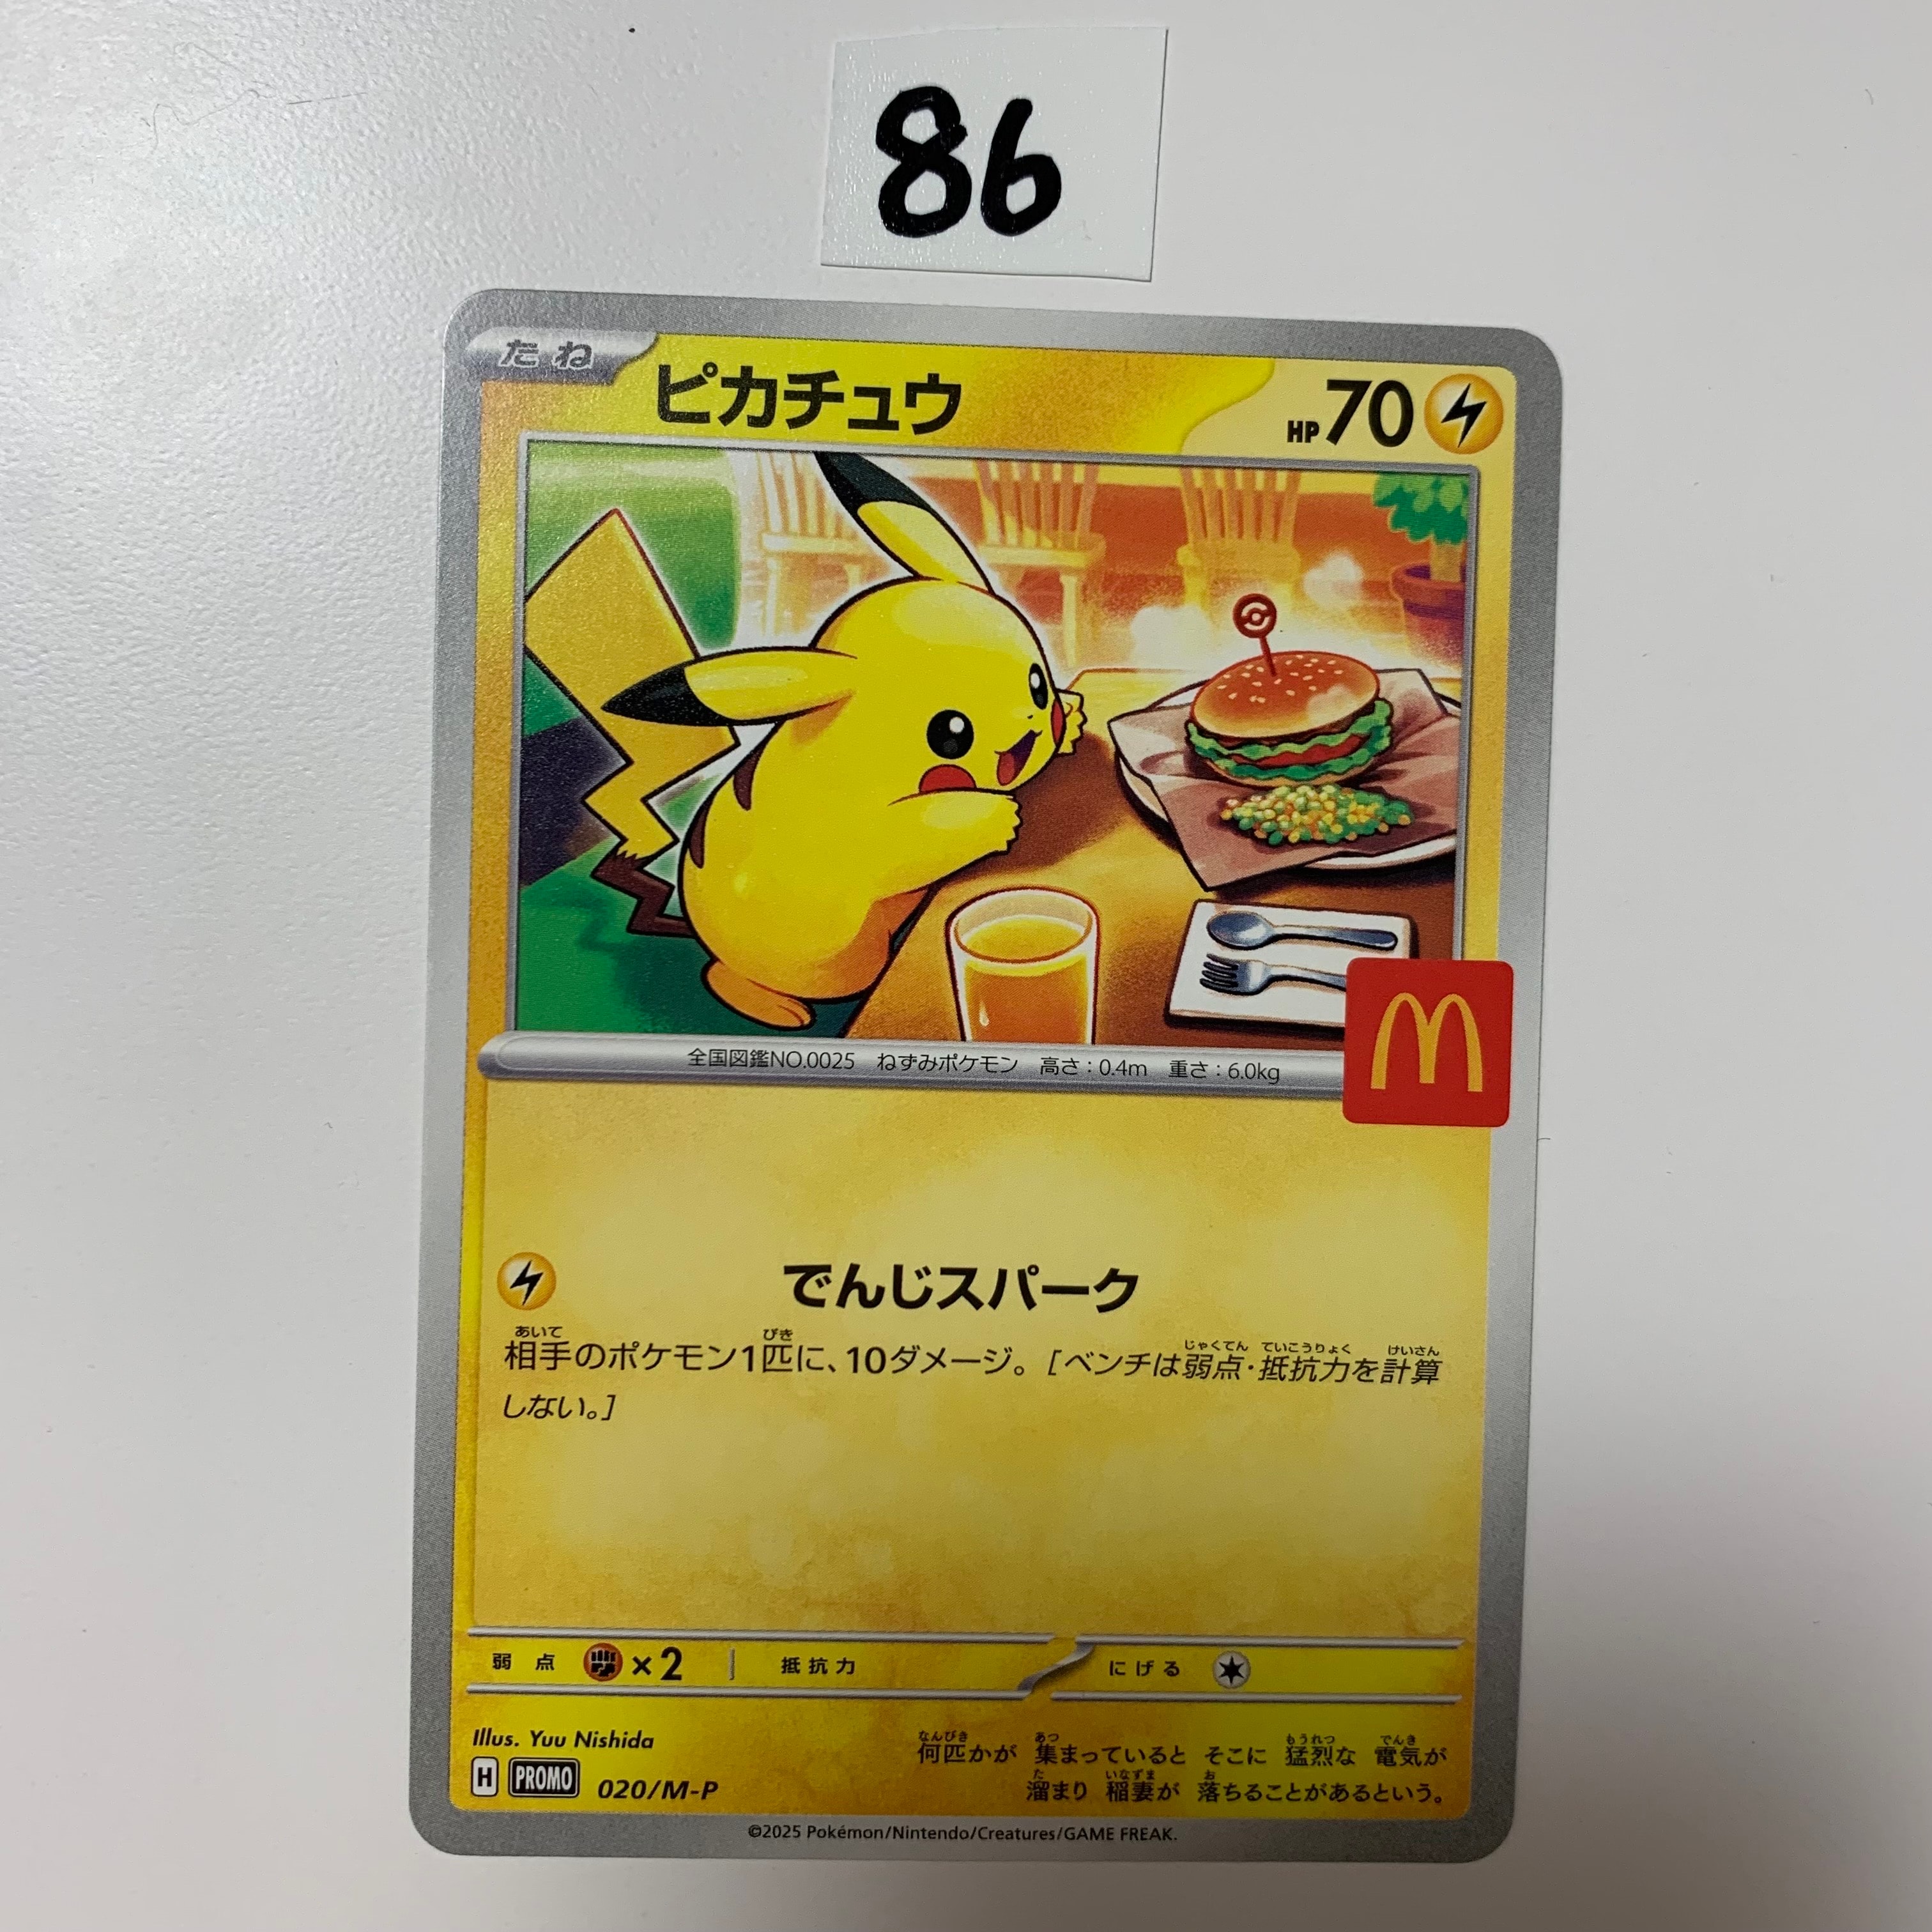 86
たね
ピカチュウ
HP70
全国図鑑NO.0025 ねずみポケモン 高さ：0.4m 重さ：6.0kg
M
でんじスパーク
あいて びき じゃくてん ていこうりょく けいさん
相手のポケモン1匹に、10ダメージ。［ベンチは弱点・抵抗力を計算
しない。］
弱点 ×2 抵抗力 にげる
Illus. Yuu Nishida
なんびき あつ もうれつ でんき
何匹かが 集まっていると そこに 猛烈な 電気が
H PROMO 020/M-P
た いなずま お
溜まり 稲妻が 落ちることがあるという。
©2025 Pokémon/Nintendo/Creatures/GAME FREAK.